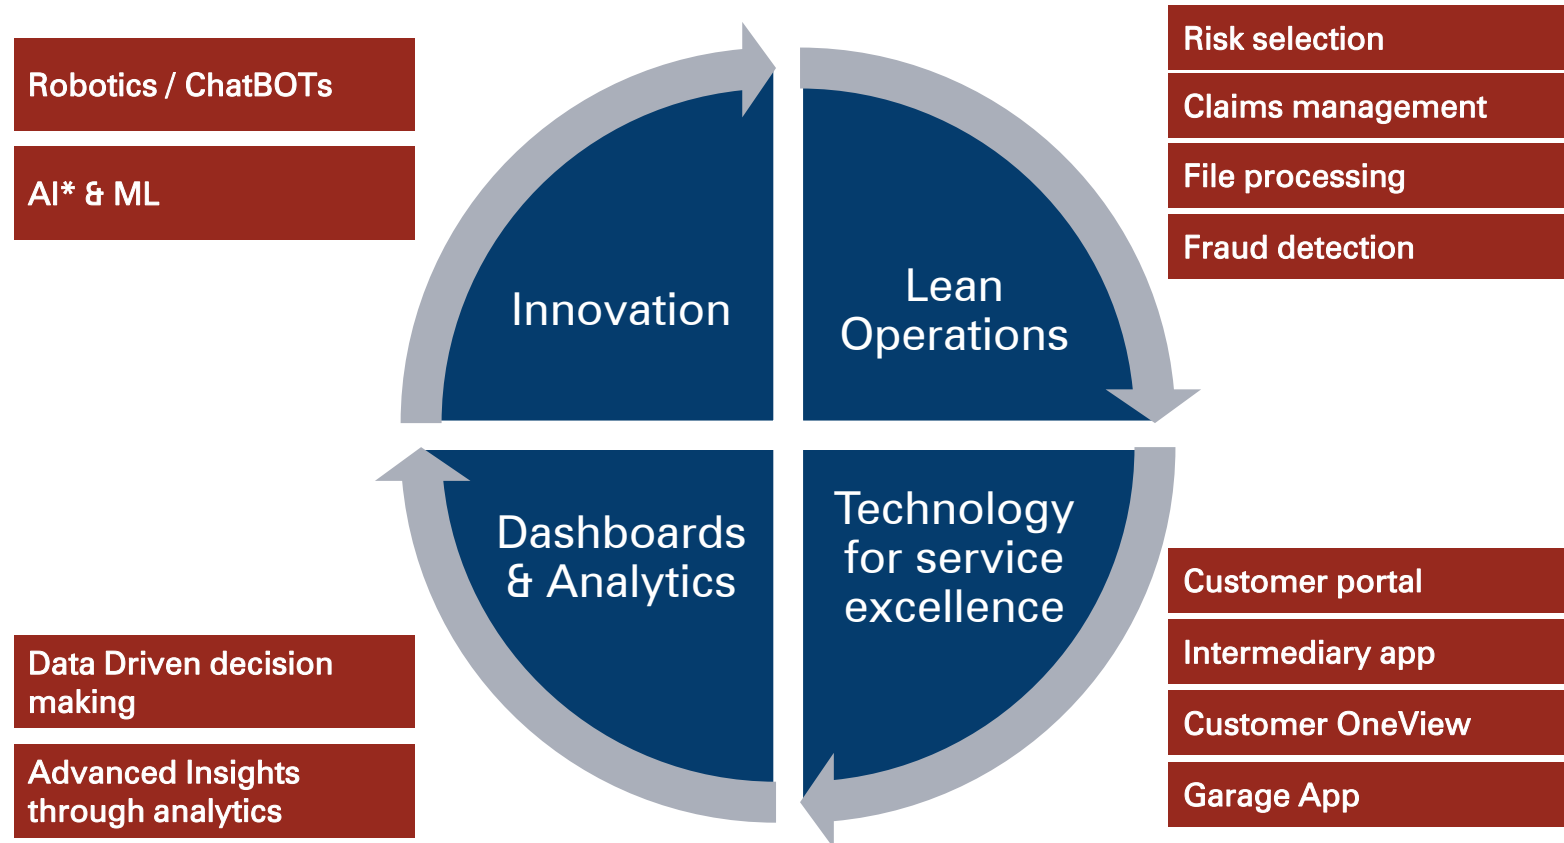 Robotics / ChatBOTs
AI* & ML
Innovation
Lean
Operations
Risk selection
Claims management
File processing
Fraud detection
Dashboards
& Analytics
Technology
for service
excellence
Data Driven decision
making
Advanced Insights
through analytics
Customer portal
Intermediary app
Customer OneView
Garage App